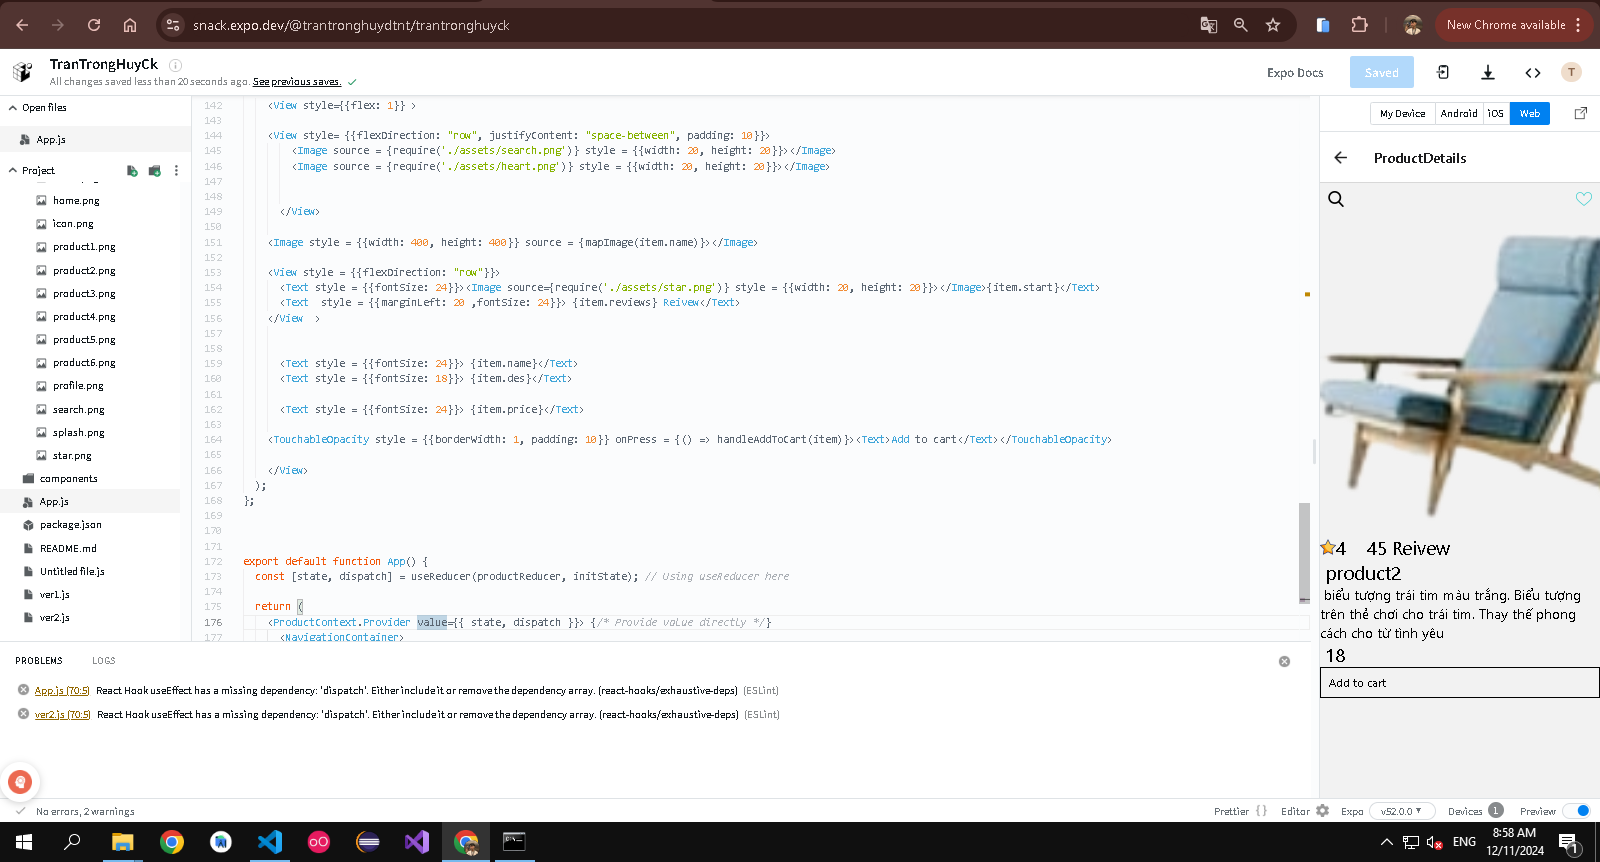 snack.expo.dev/@trantronghuydtnt/trantronghuyck
New Chrome available
TranTrongHuyCk
All changes saved less than 20 seconds ago. See previous saves.
Expo Docs
Saved
T
Open files
App.js
Project
home.png
icon.png
product1.png
product2.png
product3.png
product4.png
product5.png
product6.png
profile.png
search.png
splash.png
star.png
components
App.js
package.json
README.md
Untitled file.js
ver1.js
ver2.js
142 <View style={{flex: 1}} >
143
144 <View style= {{flexDirection: "row", justifyContent: "space-between", padding: 10}}>
145 <Image source = {require('./assets/search.png')} style = {{width: 20, height: 20}}></Image>
146 <Image source = {require('./assets/heart.png')} style = {{width: 20, height: 20}}></Image>
147
148
149 </View>
150
151 <Image style = {{width: 400, height: 400}} source = {mapImage(item.name)}></Image>
152
153 <View style = {{flexDirection: "row"}}>
154 <Text style = {{fontSize: 24}}><Image source={require('./assets/star.png')} style = {{width: 20, height: 20}}></Image>{item.start}</Text>
155 <Text  style = {{marginLeft: 20 ,fontSize: 24}}> {item.reviews} Reivew</Text>
156 </View  >
157
158
159 <Text style = {{fontSize: 24}}> {item.name}</Text>
160 <Text style = {{fontSize: 18}}> {item.des}</Text>
161
162 <Text style = {{fontSize: 24}}> {item.price}</Text>
163
164 <TouchableOpacity style = {{borderWidth: 1, padding: 10}} onPress = {() => handleAddToCart(item)}><Text>Add to cart</Text></TouchableOpacity>
165
166 </View>
167 );
168 };
169
170
171
172 export default function App() {
173 const [state, dispatch] = useReducer(productReducer, initState); // Using useReducer here
174
175 return (
176 <ProductContext.Provider value={{ state, dispatch }}> {/* Provide value directly */}
177 <NavigationContainer>
My Device
Android
iOS
Web
ProductDetails
4 45 Reivew
product2
biểu tượng trái tim màu trắng. Biểu tượng
trên thẻ chơi cho trái tim. Thay thế phong
cách cho từ tình yêu
18
Add to cart
PROBLEMS
LOGS
App.js (70:5) React Hook useEffect has a missing dependency: 'dispatch'. Either include it or remove the dependency array. (react-hooks/exhaustive-deps) (ESLint)
ver2.js (70:5) React Hook useEffect has a missing dependency: 'dispatch'. Either include it or remove the dependency array. (react-hooks/exhaustive-deps) (ESLint)
No errors, 2 warnings
Prettier {}
Editor
Expo
v52.0.0
Devices 1
Preview
ENG
8:58 AM
12/11/2024
1